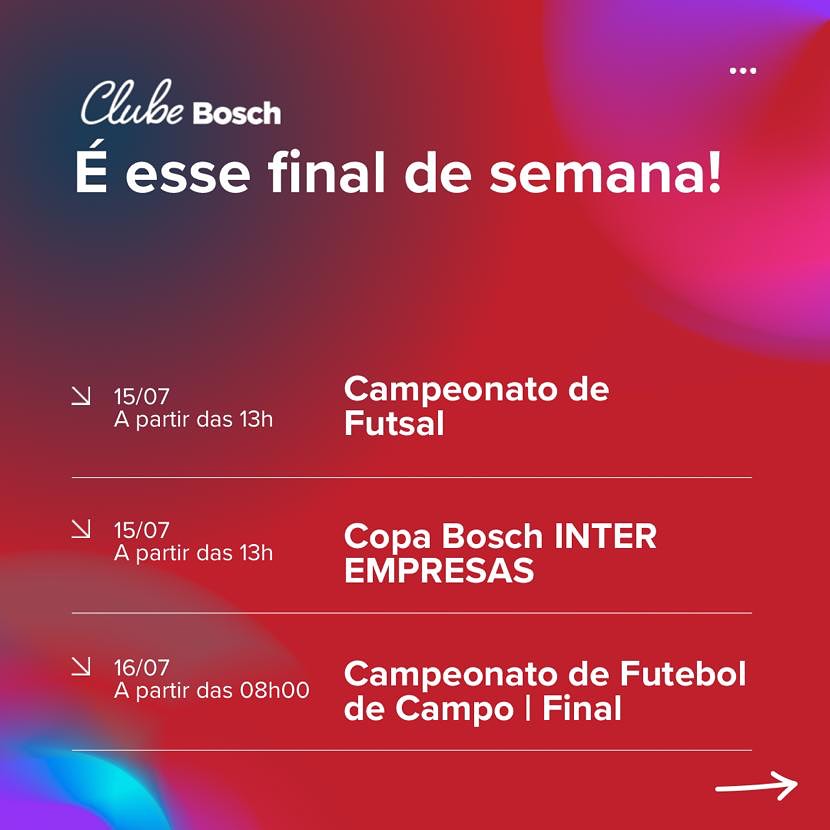 Clube Bosch
É esse final de semana!
15/07
A partir das 13h
Campeonato de
Futsal
15/07
A partir das 13h
Copa Bosch INTER
EMPRESAS
16/07
A partir das 08h00
Campeonato de Futebol
de Campo | Final